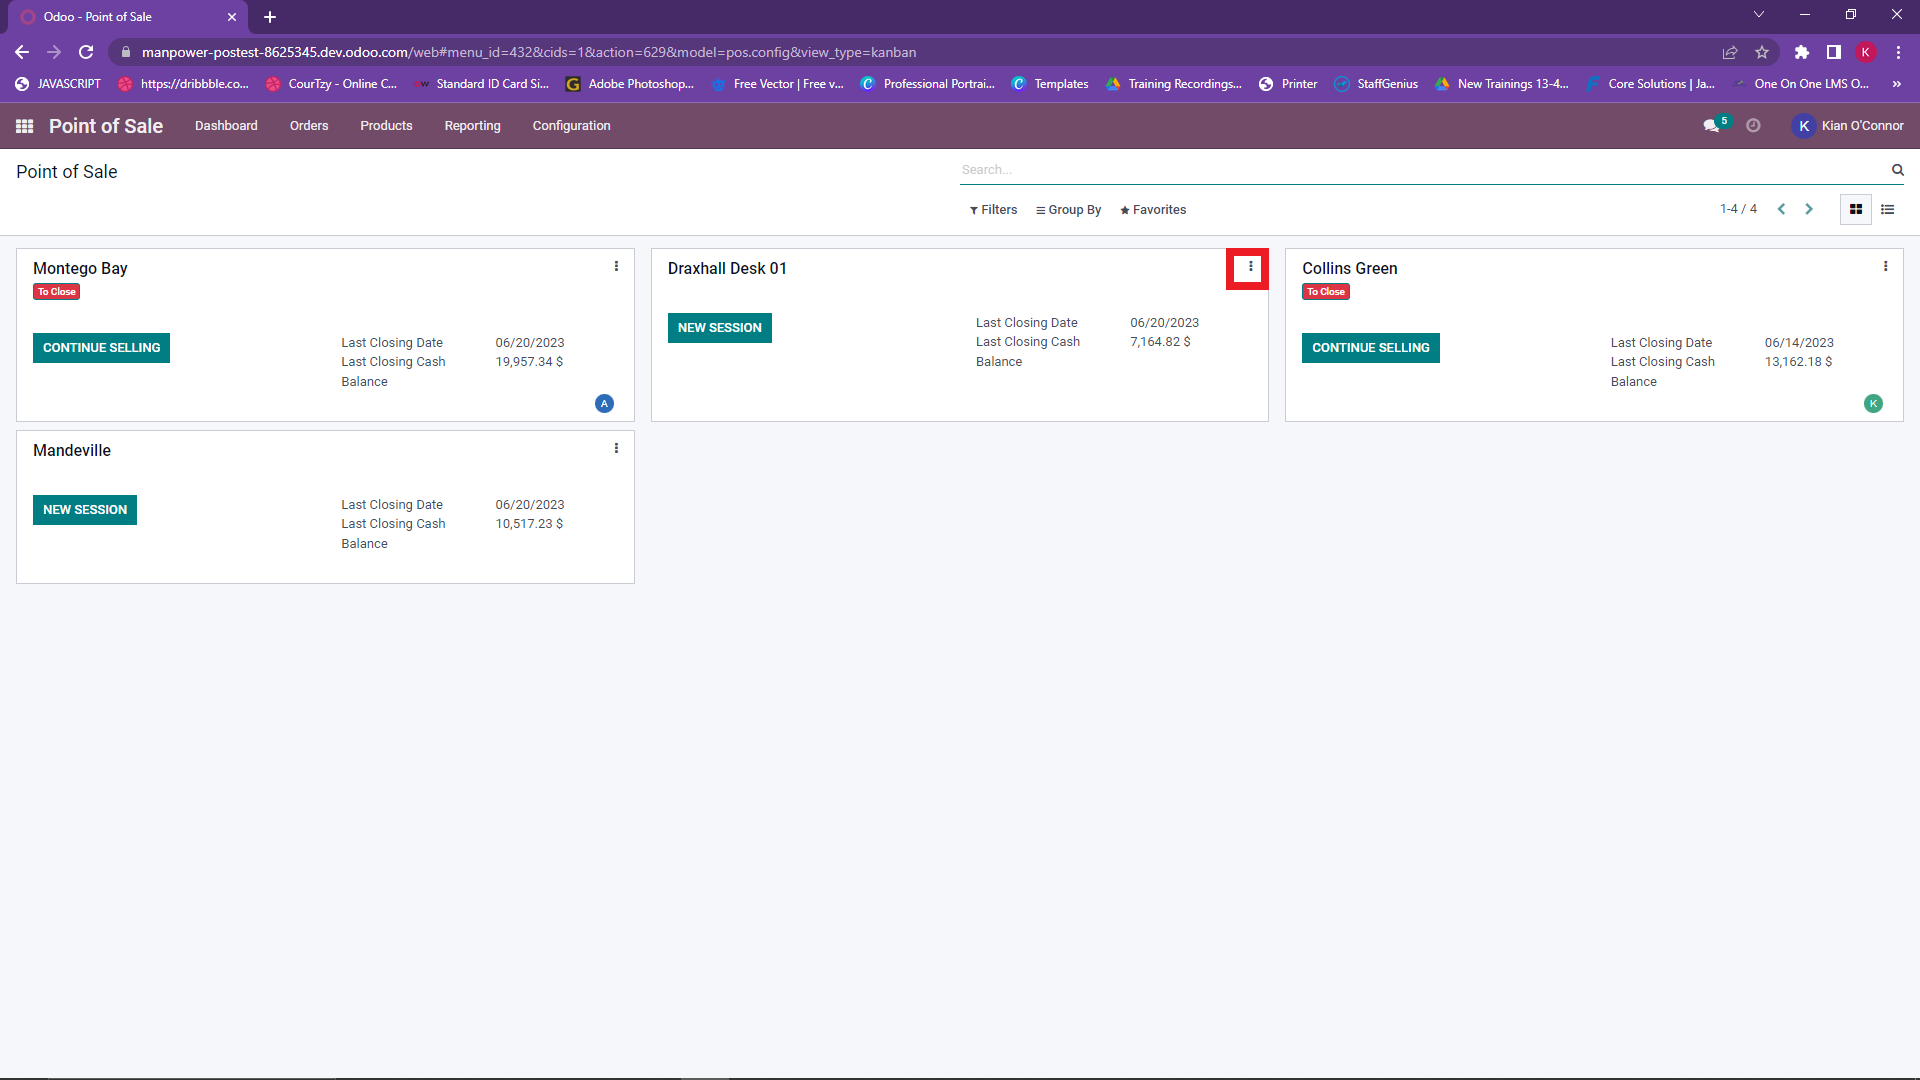 Odoo - Point of Sale
manpower-postest-8625345.dev.odoo.com/web#menu_id=432&cids=1&action=629&model=pos.config&view_type=kanban
K
JAVASCRIPT https://dribbble.co... CourTzy - Online C... Standard ID Card Si... Adobe Photoshop... Free Vector | Free v... Professional Portrai... Templates Training Recordings... Printer StaffGenius New Trainings 13-4... Core Solutions | Ja... One On One LMS O... »
Point of Sale Dashboard Orders Products Reporting Configuration 5 K Kian O'Connor
Point of Sale
Search...
Filters Group By Favorites 1-4 / 4
Montego Bay
To Close
CONTINUE SELLING
Last Closing Date 06/20/2023
Last Closing Cash 19,957.34 $
Balance
A
Draxhall Desk 01
NEW SESSION
Last Closing Date 06/20/2023
Last Closing Cash 7,164.82 $
Balance
Collins Green
To Close
CONTINUE SELLING
Last Closing Date 06/14/2023
Last Closing Cash 13,162.18 $
Balance
K
Mandeville
NEW SESSION
Last Closing Date 06/20/2023
Last Closing Cash 10,517.23 $
Balance